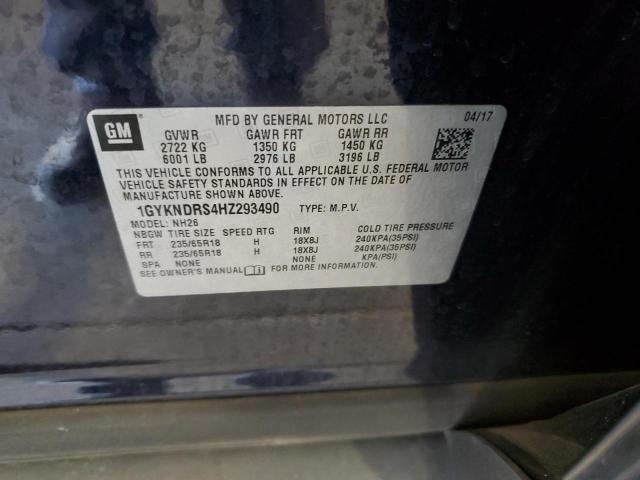 GM
MFD BY GENERAL MOTORS LLC 04/17
GVWR GAWR FRT GAWR RR
2722 KG 1350 KG 1450 KG
6001 LB 2976 LB 3196 LB
THIS VEHICLE CONFORMS TO ALL APPLICABLE U.S. FEDERAL MOTOR
VEHICLE SAFETY STANDARDS IN EFFECT ON THE DATE OF
MANUFACTURE SHOWN ABOVE.
1GYKNDRS4HZ293490 TYPE: M.P.V.
MODEL: NH26
NBGW TIRE SIZE SPEED RTG RIM COLD TIRE PRESSURE
FRT 235/65R18 H 18X8J 240KPA(35PSI)
RR 235/65R18 H 18X8J 240KPA(35PSI)
SPA NONE NONE KPA(PSI)
SEE OWNER'S MANUAL FOR MORE INFORMATION.